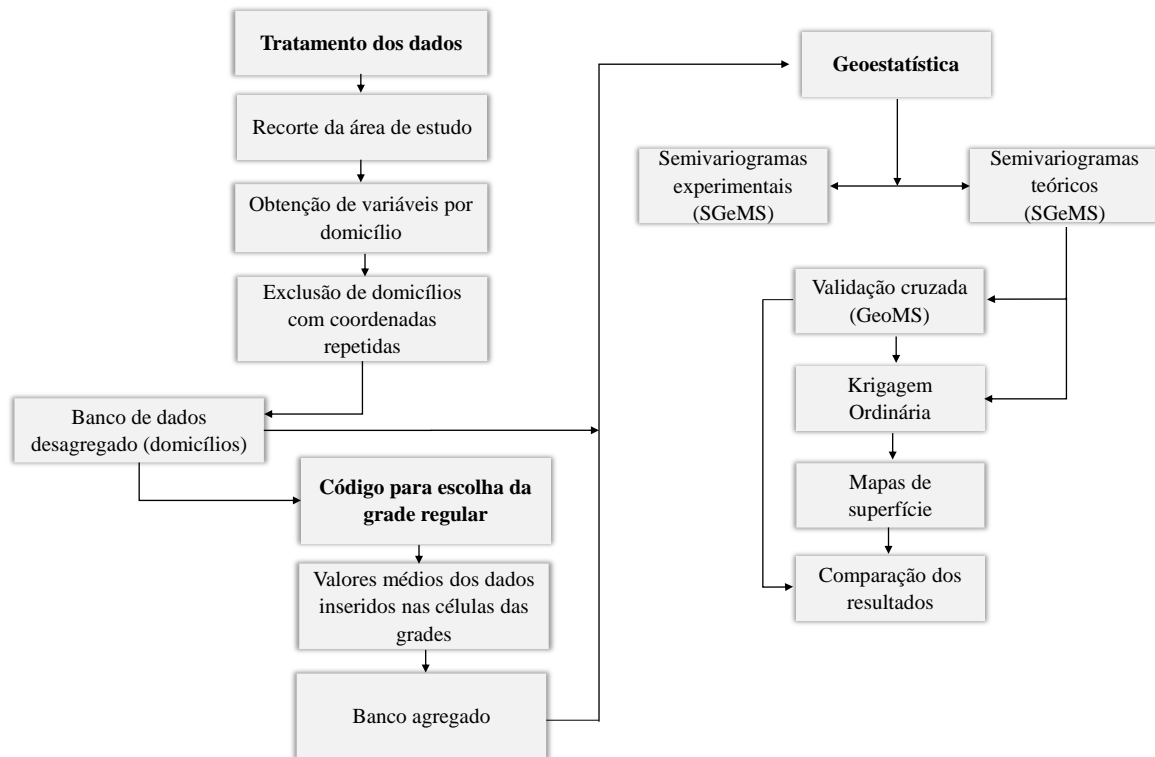 Tratamento dos dados
Recorte da área de estudo
Obtenção de variáveis por
domicílio
Exclusão de domicílios
com coordenadas
repetidas
Banco de dados
desagregado (domicílios)
Código para escolha da
grade regular
Valores médios dos dados
inseridos nas células das
grades
Banco agregado
Geoestatística
Semivariogramas
experimentais
(SGeMS)
Semivariogramas
teóricos
(SGeMS)
Validação cruzada
(GeoMS)
Krigagem
Ordinária
Mapas de
superfície
Comparação dos
resultados